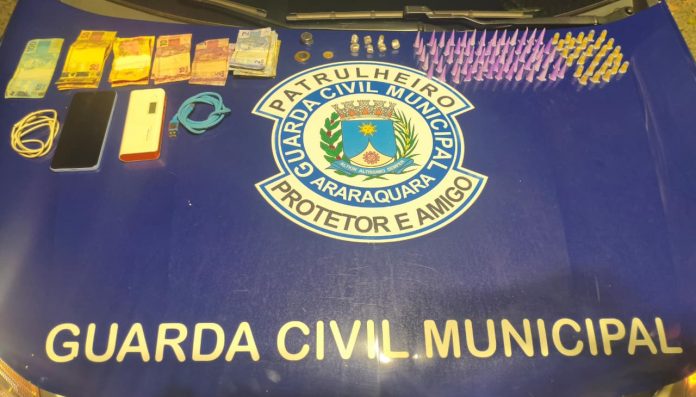 PATRULHEIRO
GUARDA CIVIL MUNICIPAL
ARARAQUARA
PROTETOR E AMIGO
GUARDA CIVIL MUNICIPAL